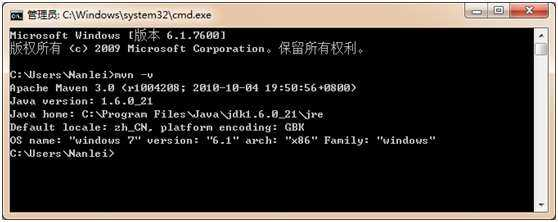 管理员: C:\Windows\system32\cmd.exe
Microsoft Windows [版本 6.1.7600]
版权所有 (c) 2009 Microsoft Corporation。保留所有权利。
C:\Users\Nanlei>mvn -v
Apache Maven 3.0 (r1004208; 2010-10-04 19:50:56+0800)
Java version: 1.6.0_21
Java home: C:\Program Files\Java\jdk1.6.0_21\jre
Default locale: zh_CN, platform encoding: GBK
OS name: "windows 7" version: "6.1" arch: "x86" Family: "windows"
C:\Users\Nanlei>